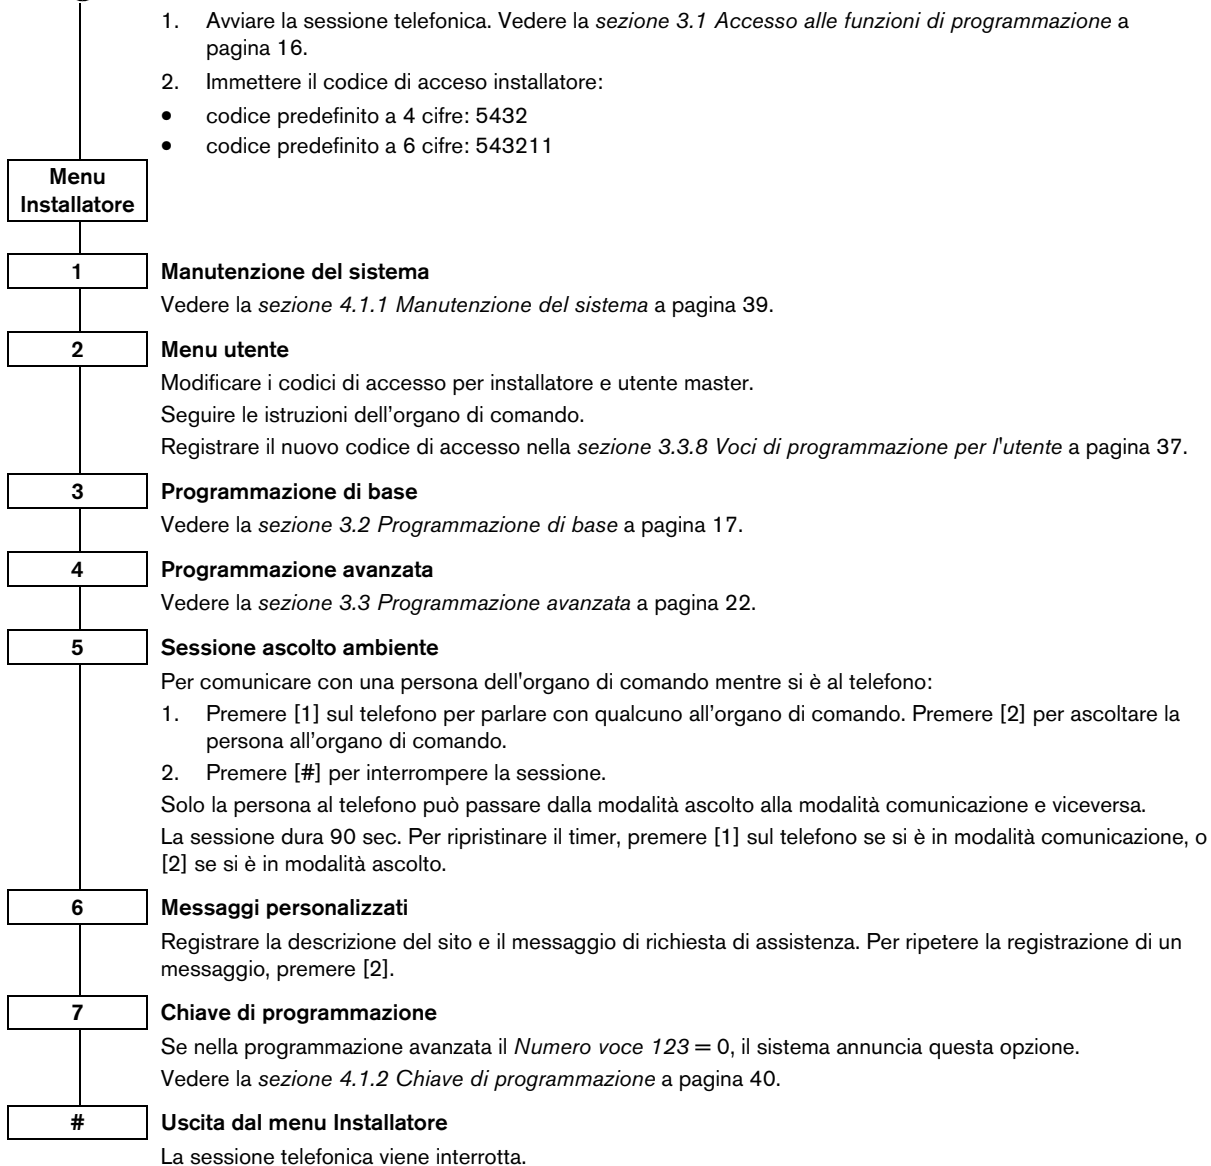 1. Avviare la sessione telefonica. Vedere la sezione 3.1 Accesso alle funzioni di programmazione a
pagina 16.
2. Immettere il codice di acceso installatore:
• codice predefinito a 4 cifre: 5432
• codice predefinito a 6 cifre: 543211
Menu
Installatore
1 Manutenzione del sistema
Vedere la sezione 4.1.1 Manutenzione del sistema a pagina 39.
2 Menu utente
Modificare i codici di accesso per installatore e utente master.
Seguire le istruzioni dell’organo di comando.
Registrare il nuovo codice di accesso nella sezione 3.3.8 Voci di programmazione per l'utente a pagina 37.
3 Programmazione di base
Vedere la sezione 3.2 Programmazione di base a pagina 17.
4 Programmazione avanzata
Vedere la sezione 3.3 Programmazione avanzata a pagina 22.
5 Sessione ascolto ambiente
Per comunicare con una persona dell'organo di comando mentre si è al telefono:
1. Premere [1] sul telefono per parlare con qualcuno all’organo di comando. Premere [2] per ascoltare la
persona all’organo di comando.
2. Premere [#] per interrompere la sessione.
Solo la persona al telefono può passare dalla modalità ascolto alla modalità comunicazione e viceversa.
La sessione dura 90 sec. Per ripristinare il timer, premere [1] sul telefono se si è in modalità comunicazione, o
[2] se si è in modalità ascolto.
6 Messaggi personalizzati
Registrare la descrizione del sito e il messaggio di richiesta di assistenza. Per ripetere la registrazione di un
messaggio, premere [2].
7 Chiave di programmazione
Se nella programmazione avanzata il Numero voce 123 = 0, il sistema annuncia questa opzione.
Vedere la sezione 4.1.2 Chiave di programmazione a pagina 40.
# Uscita dal menu Installatore
La sessione telefonica viene interrotta.